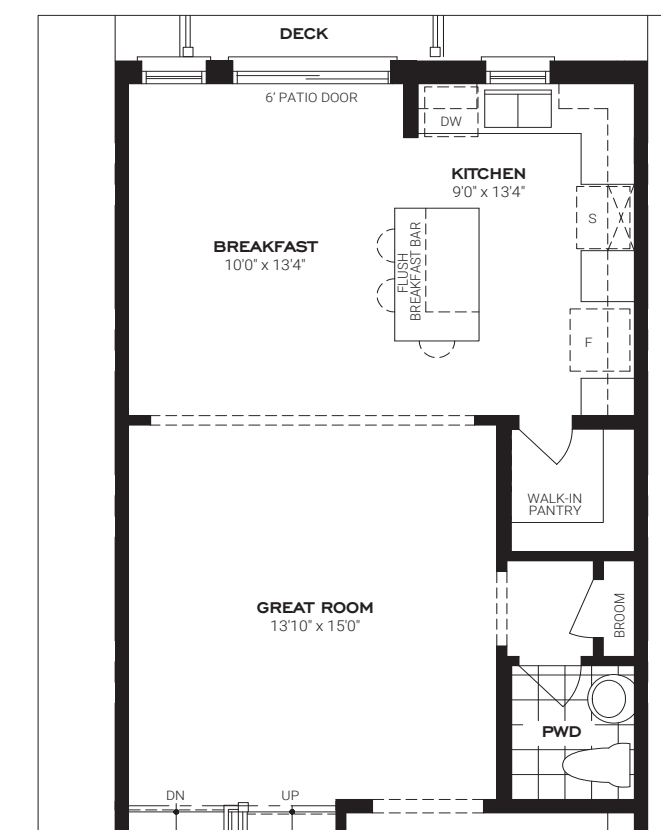 DECK
6' PATIO DOOR
DW
KITCHEN
9'0" x 13'4"
S
BREAKFAST
10'0" x 13'4"
FLUSH
BREAKFAST BAR
F
WALK-IN
PANTRY
GREAT ROOM
13'10" x 15'0"
BROOM
PWD
DN
UP